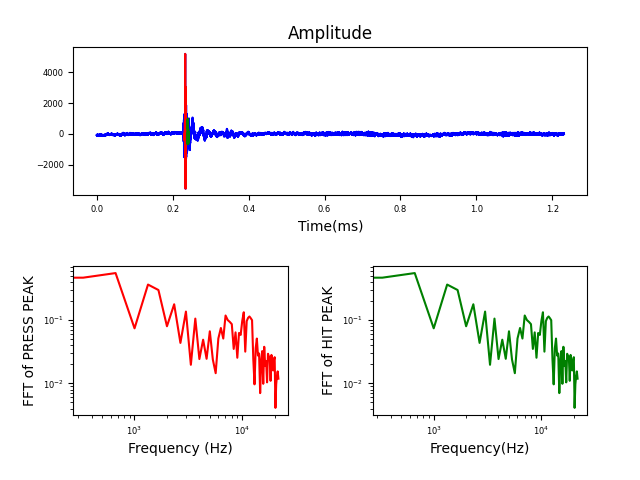 Amplitude
4000
2000
0
−2000
0.0 0.2 0.4 0.6 0.8 1.0 1.2
Time(ms)
FFT of PRESS PEAK
10⁻¹
10⁻²
10³ 10⁴
Frequency (Hz)
FFT of HIT PEAK
10⁻¹
10⁻²
10³ 10⁴
Frequency(Hz)